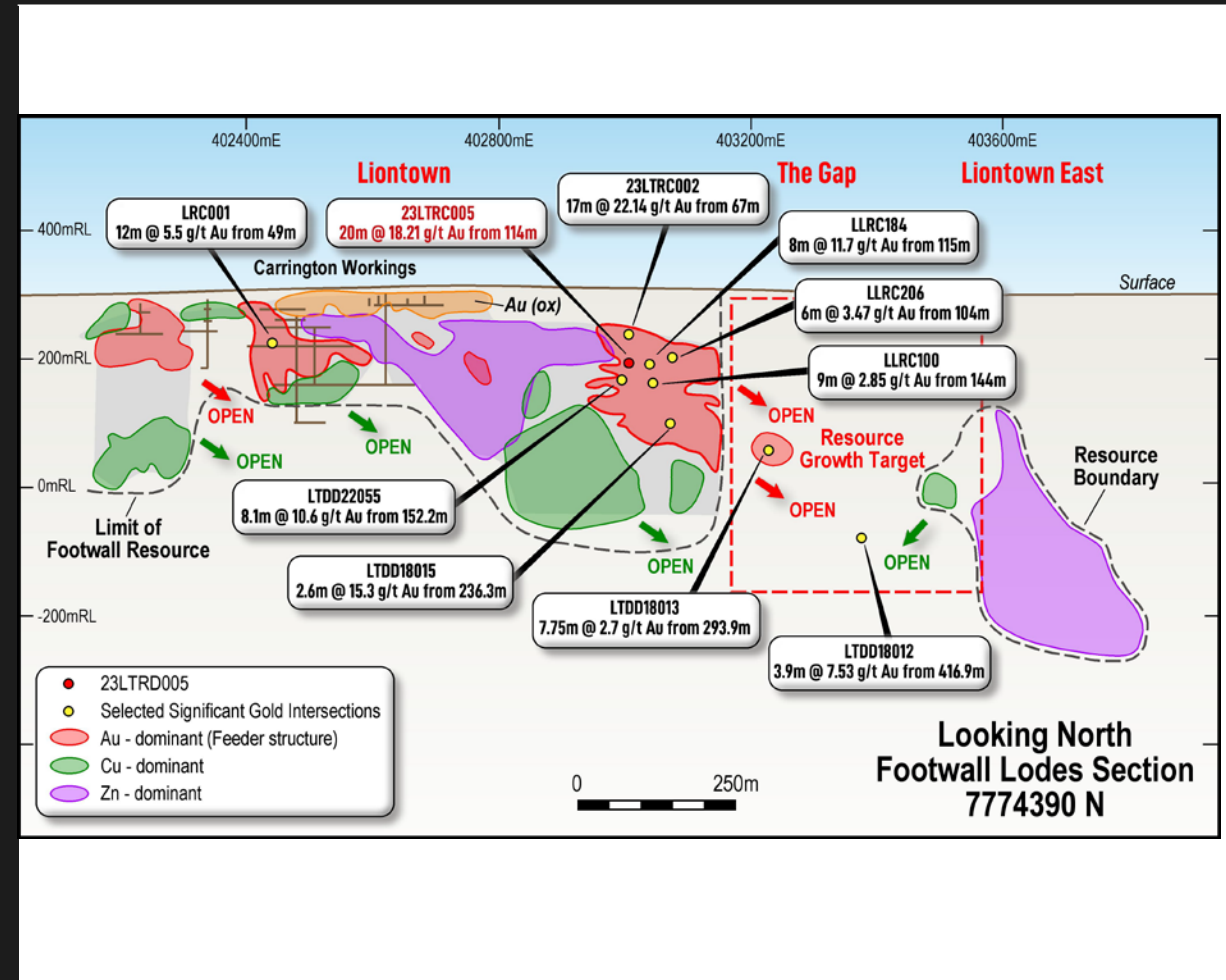 402400mE
402800mE
403200mE
403600mE
Liontown
The Gap
Liontown East
23LTRC002
17m @ 22.14 g/t Au from 67m
LRC001
12m @ 5.5 g/t Au from 49m
23LTRC005
20m @ 18.21 g/t Au from 114m
LLRC184
8m @ 11.7 g/t Au from 115m
400mRL
Carrington Workings
Surface
Au (ox)
LLRC206
6m @ 3.47 g/t Au from 104m
200mRL
LLRC100
9m @ 2.85 g/t Au from 144m
OPEN
OPEN
OPEN
OPEN
Resource
Growth Target
Resource
Boundary
0mRL
OPEN
Limit of
Footwall Resource
LTDD22055
8.1m @ 10.6 g/t Au from 152.2m
OPEN
OPEN
LTDD18015
2.6m @ 15.3 g/t Au from 236.3m
-200mRL
LTDD18013
7.75m @ 2.7 g/t Au from 293.9m
LTDD18012
3.9m @ 7.53 g/t Au from 416.9m
23LTRD005
Selected Significant Gold Intersections
Au - dominant (Feeder structure)
Cu - dominant
Zn - dominant
0
250m
Looking North
Footwall Lodes Section
7774390 N